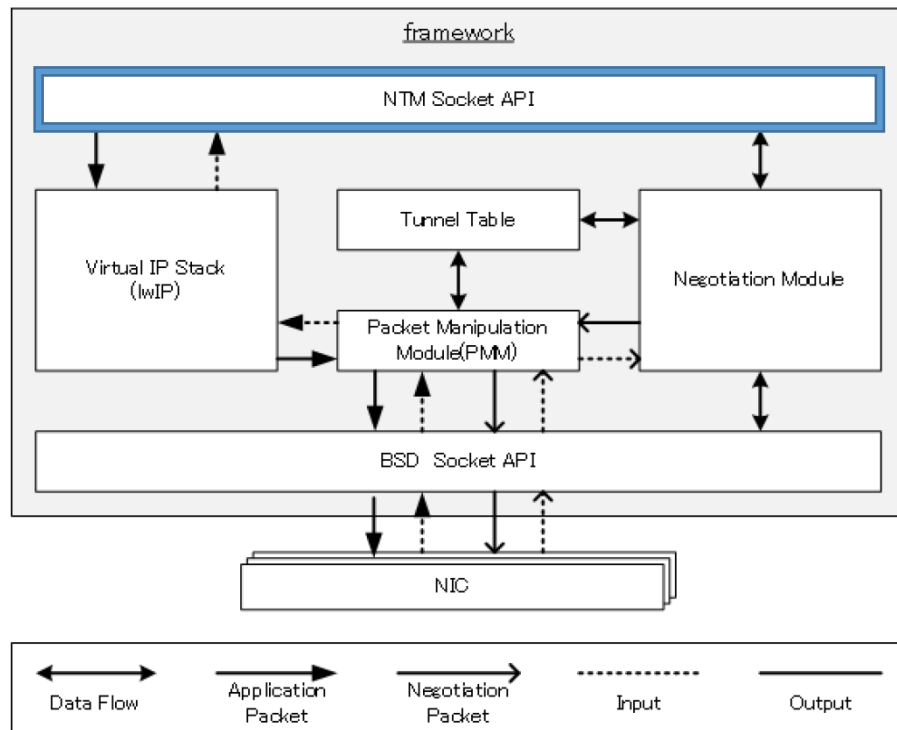 framework
NTM Socket API
Tunnel Table
Virtual IP Stack
(lwIP)
Negotiation Module
Packet Manipulation
Module(PMM)
BSD Socket API
NIC
Data Flow
Application
Packet
Negotiation
Packet
Input
Output